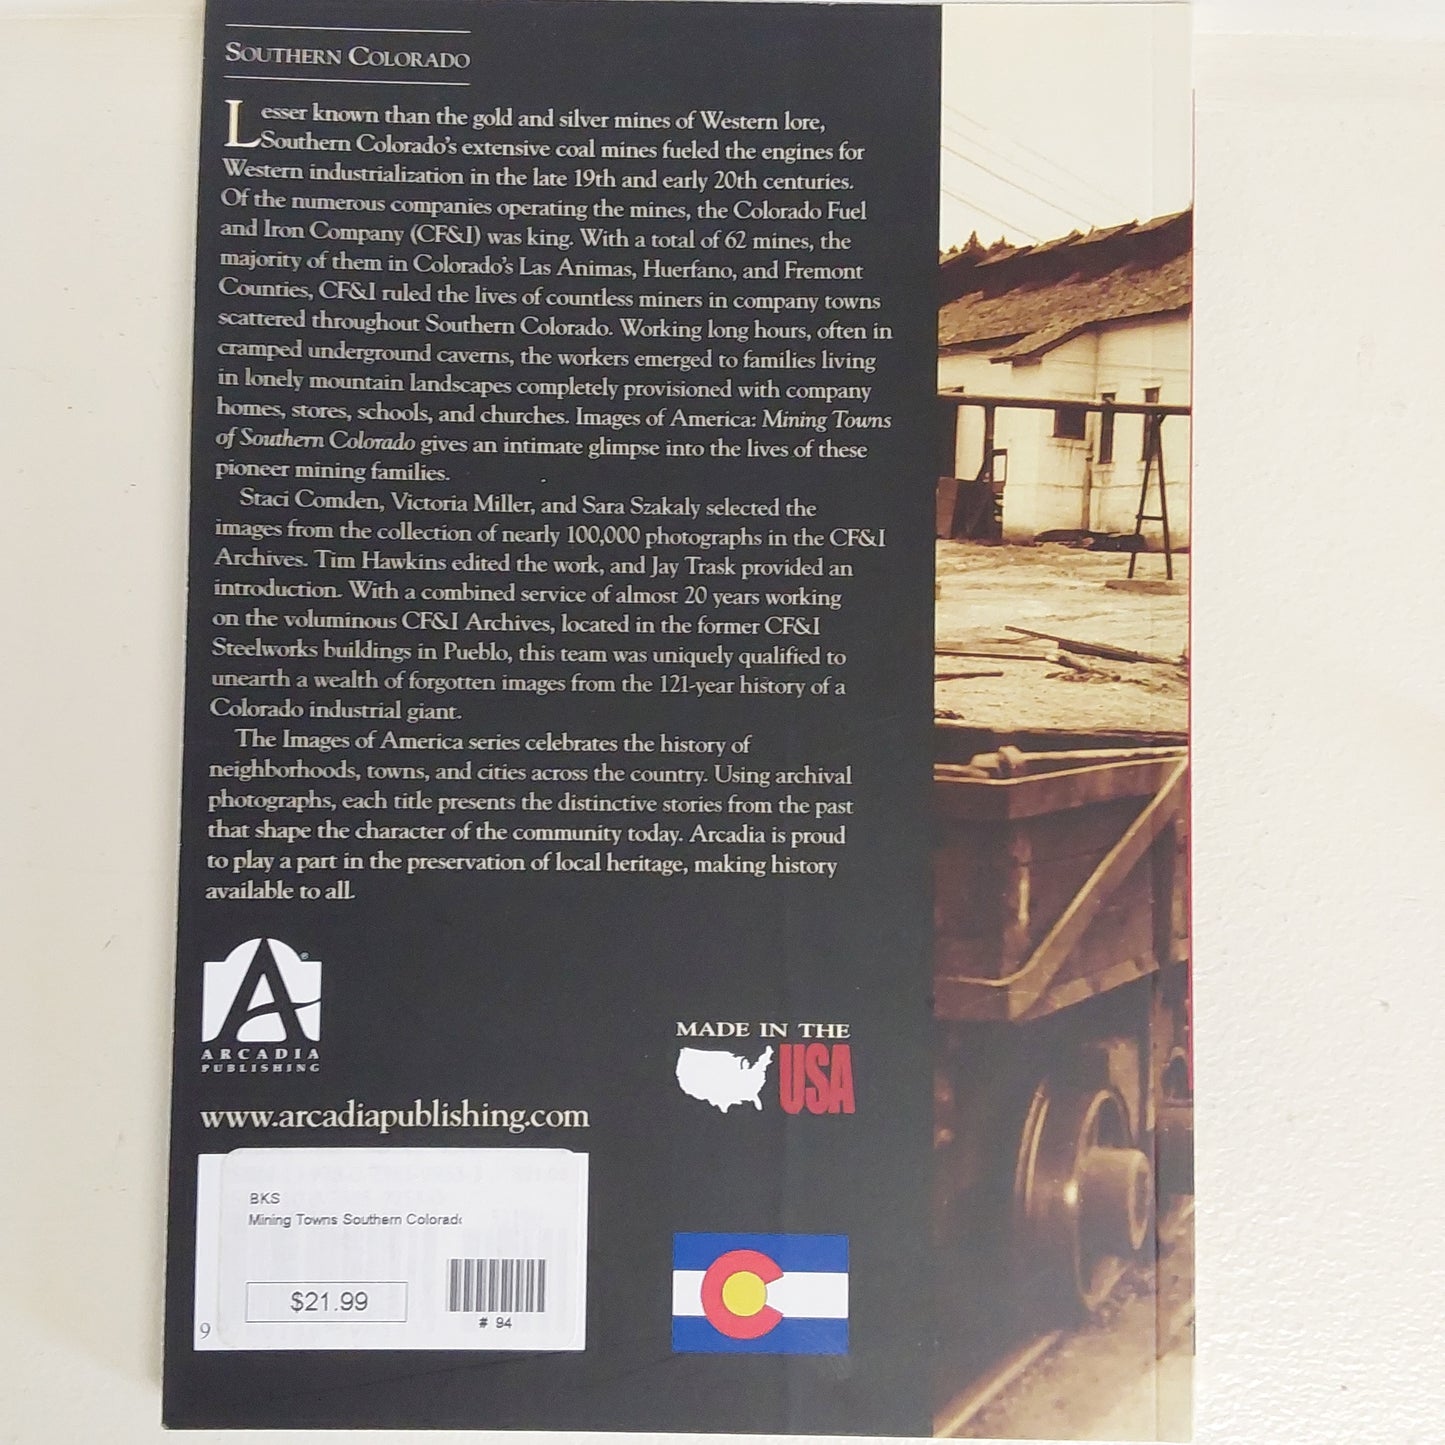 SOUTHERN COLORADO
Lesser known than the gold and silver mines of Western lore,
Southern Colorado's extensive coal mines fueled the engines for
Western industrialization in the late 19th and early 20th centuries.
Of the numerous companies operating the mines, the Colorado Fuel
and Iron Company (CF&I) was king. With a total of 62 mines, the
majority of them in Colorado's Las Animas, Huerfano, and Fremont
Counties, CF&I ruled the lives of countless miners in company towns
scattered throughout Southern Colorado. Working long hours, often in
cramped underground caverns, the workers emerged to families living
in lonely mountain landscapes completely provisioned with company
homes, stores, schools, and churches. Images of America: Mining Towns
of Southern Colorado gives an intimate glimpse into the lives of these
pioneer mining families.
Staci Comden, Victoria Miller, and Sara Szakaly selected the
images from the collection of nearly 100,000 photographs in the CF&I
Archives. Tim Hawkins edited the work, and Jay Trask provided an
introduction. With a combined service of almost 20 years working
on the voluminous CF&I Archives, located in the former CF&I
Steelworks buildings in Pueblo, this team was uniquely qualified to
unearth a wealth of forgotten images from the 121-year history of a
Colorado industrial giant.
The Images of America series celebrates the history of
neighborhoods, towns, and cities across the country. Using archival
photographs, each title presents the distinctive stories from the past
that shape the character of the community today. Arcadia is proud
to play a part in the preservation of local heritage, making history
available to all.
A®
ARCADIA
PUBLISHING
MADE IN THE
USA
www.arcadiapublishing.com
BKS
Mining Towns Southern Colorad
$21.99
# 94
9